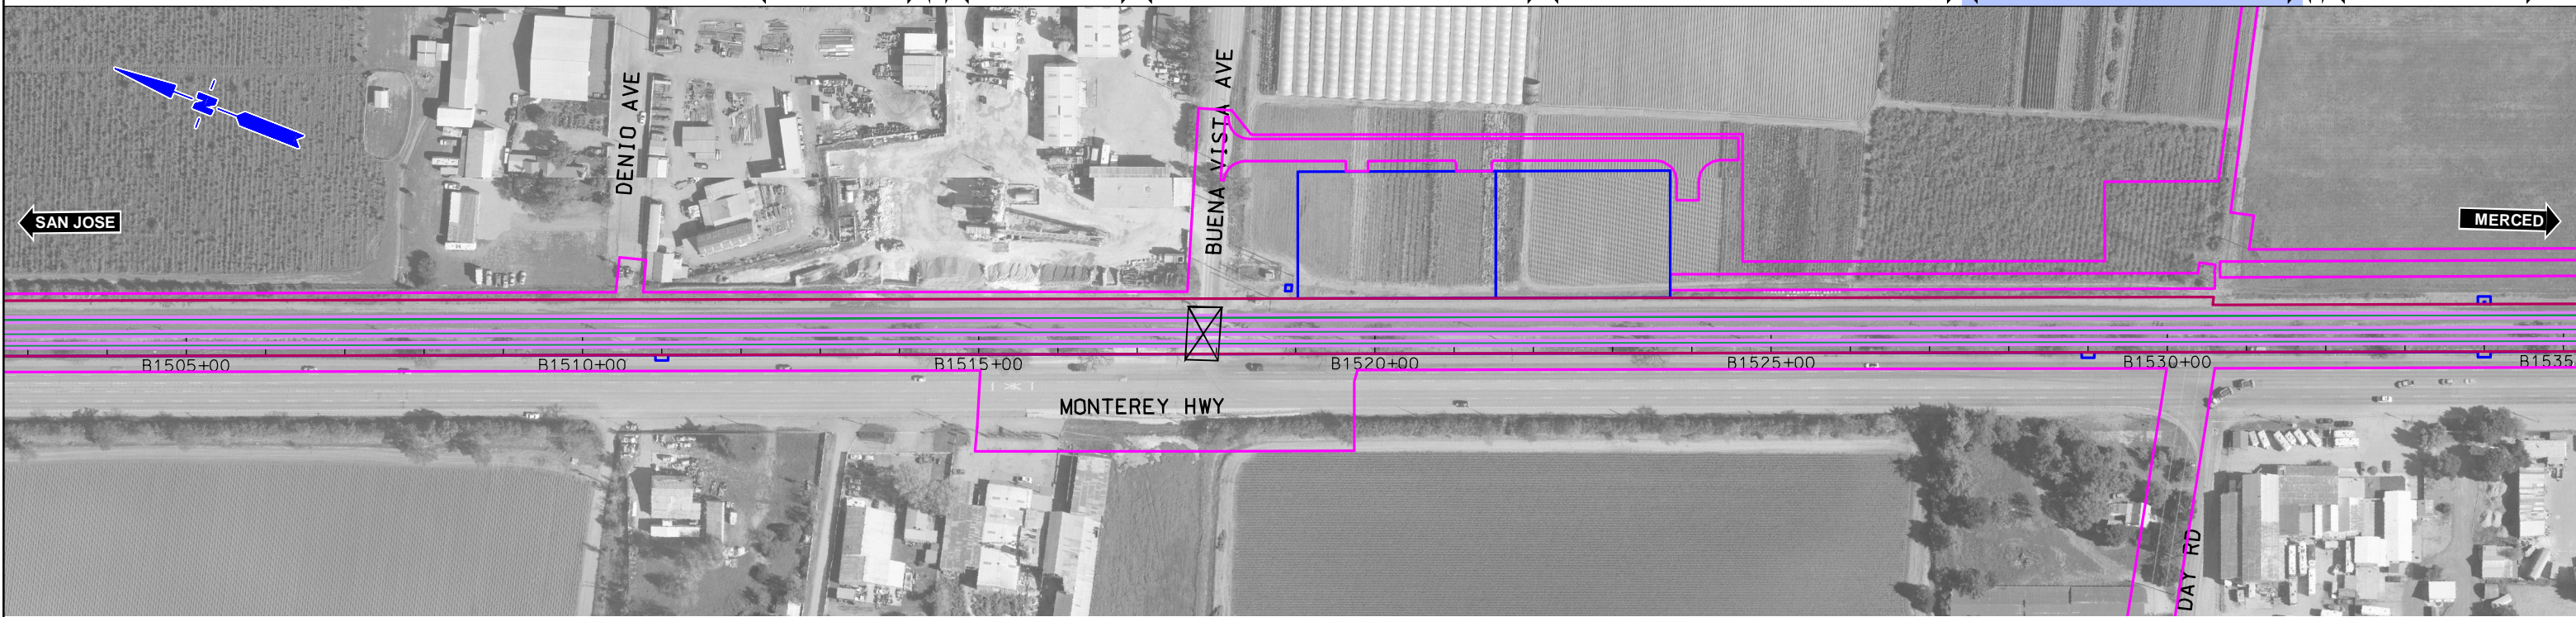 N
DENIO AVE
BUENA VISTA AVE
SAN JOSE
MERCED
B1505+00
B1510+00
B1515+00
B1520+00
B1525+00
B1530+00
B1535
MONTEREY HWY
DAY RD